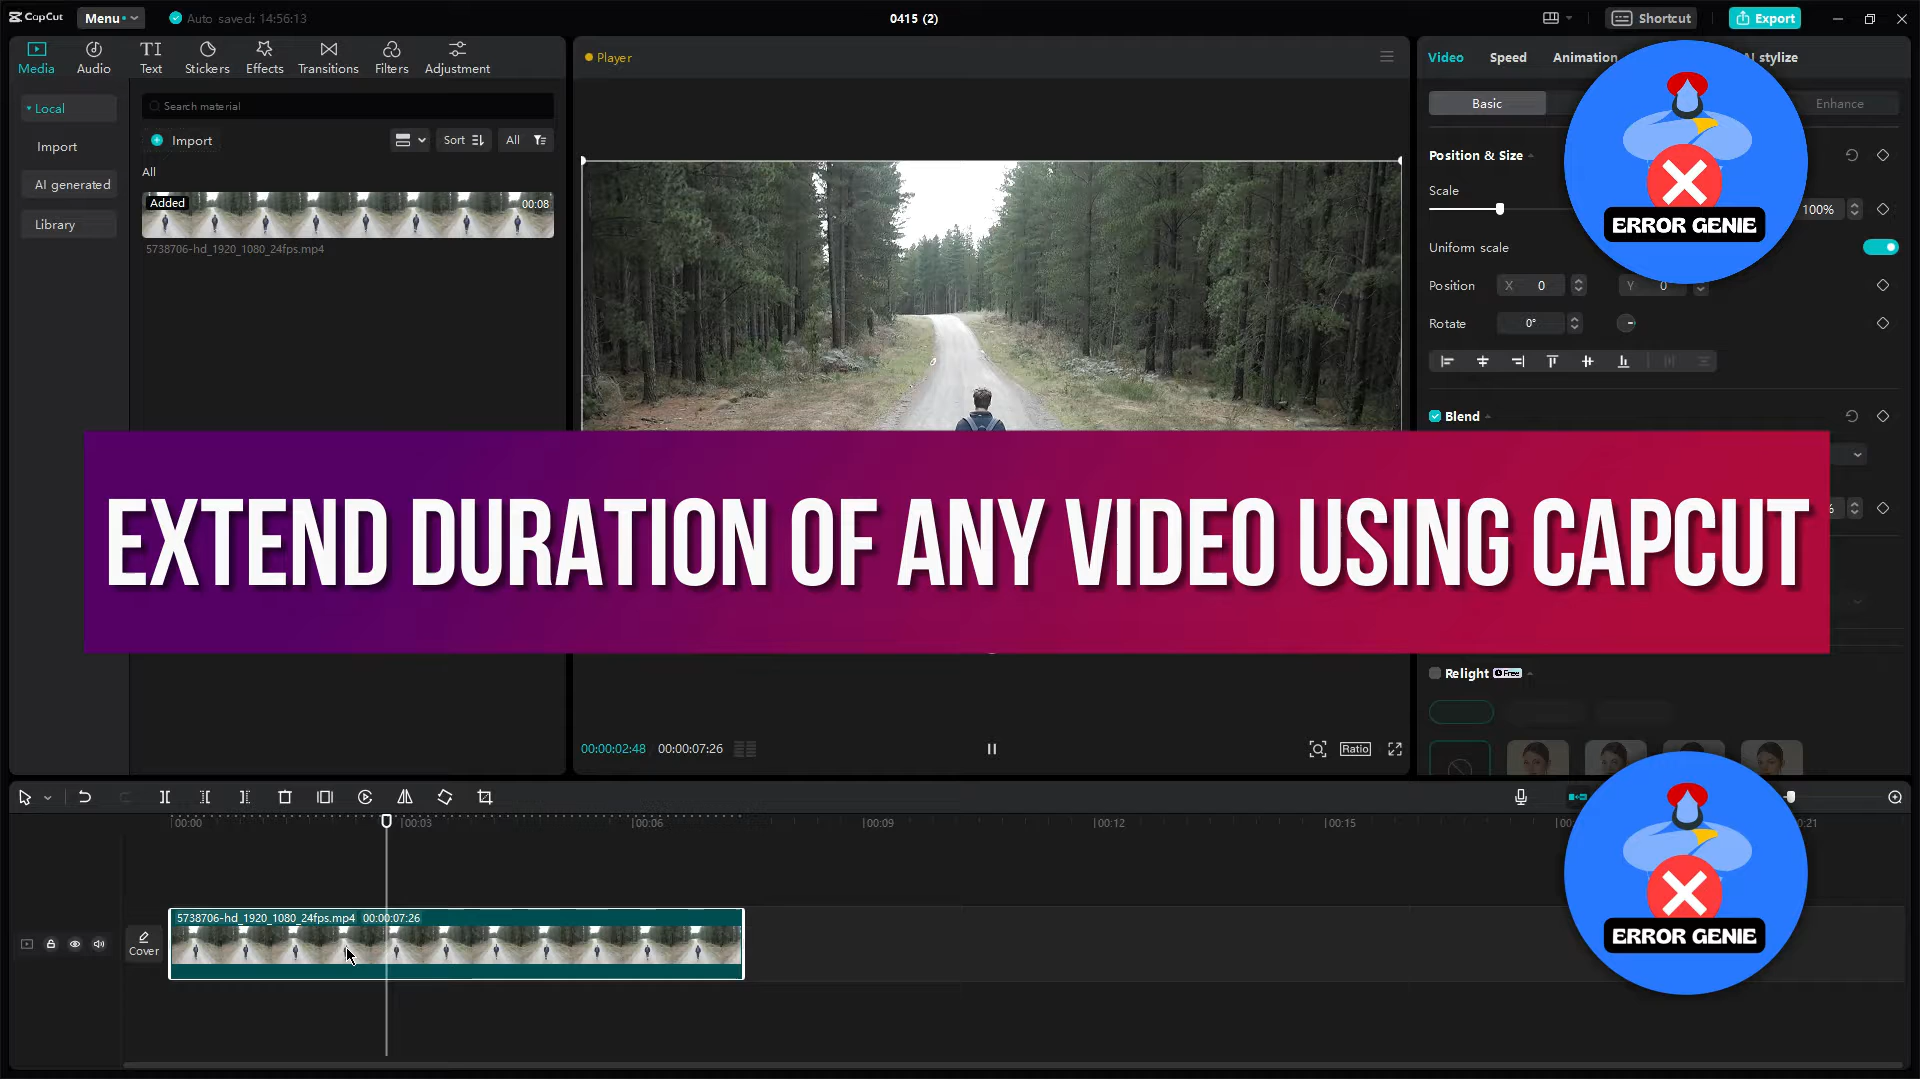 CapCut
Menu
Auto saved: 14:56:13
0415 (2)
Shortcut
Export
Media
Audio
Text
Stickers
Effects
Transitions
Filters
Adjustment
Local
Import
AI generated
Library
Search material
Import
Sort
All
All
Added
00:08
5738706-hd_1920_1080_24fps.mp4
Player
Video
Speed
Animation
stylize
Basic
Enhance
Position & Size
Scale
100%
Uniform scale
Position
X 0
Y 0
Rotate
0°
Blend
ERROR GENIE
EXTEND DURATION OF ANY VIDEO USING CAPCUT
Relight
Free
00:00:02:48
00:00:07:26
Ratio
00:00
00:03
00:06
00:09
00:12
00:15
0:21
Cover
5738706-hd_1920_1080_24fps.mp4 00:00:07:26
ERROR GENIE